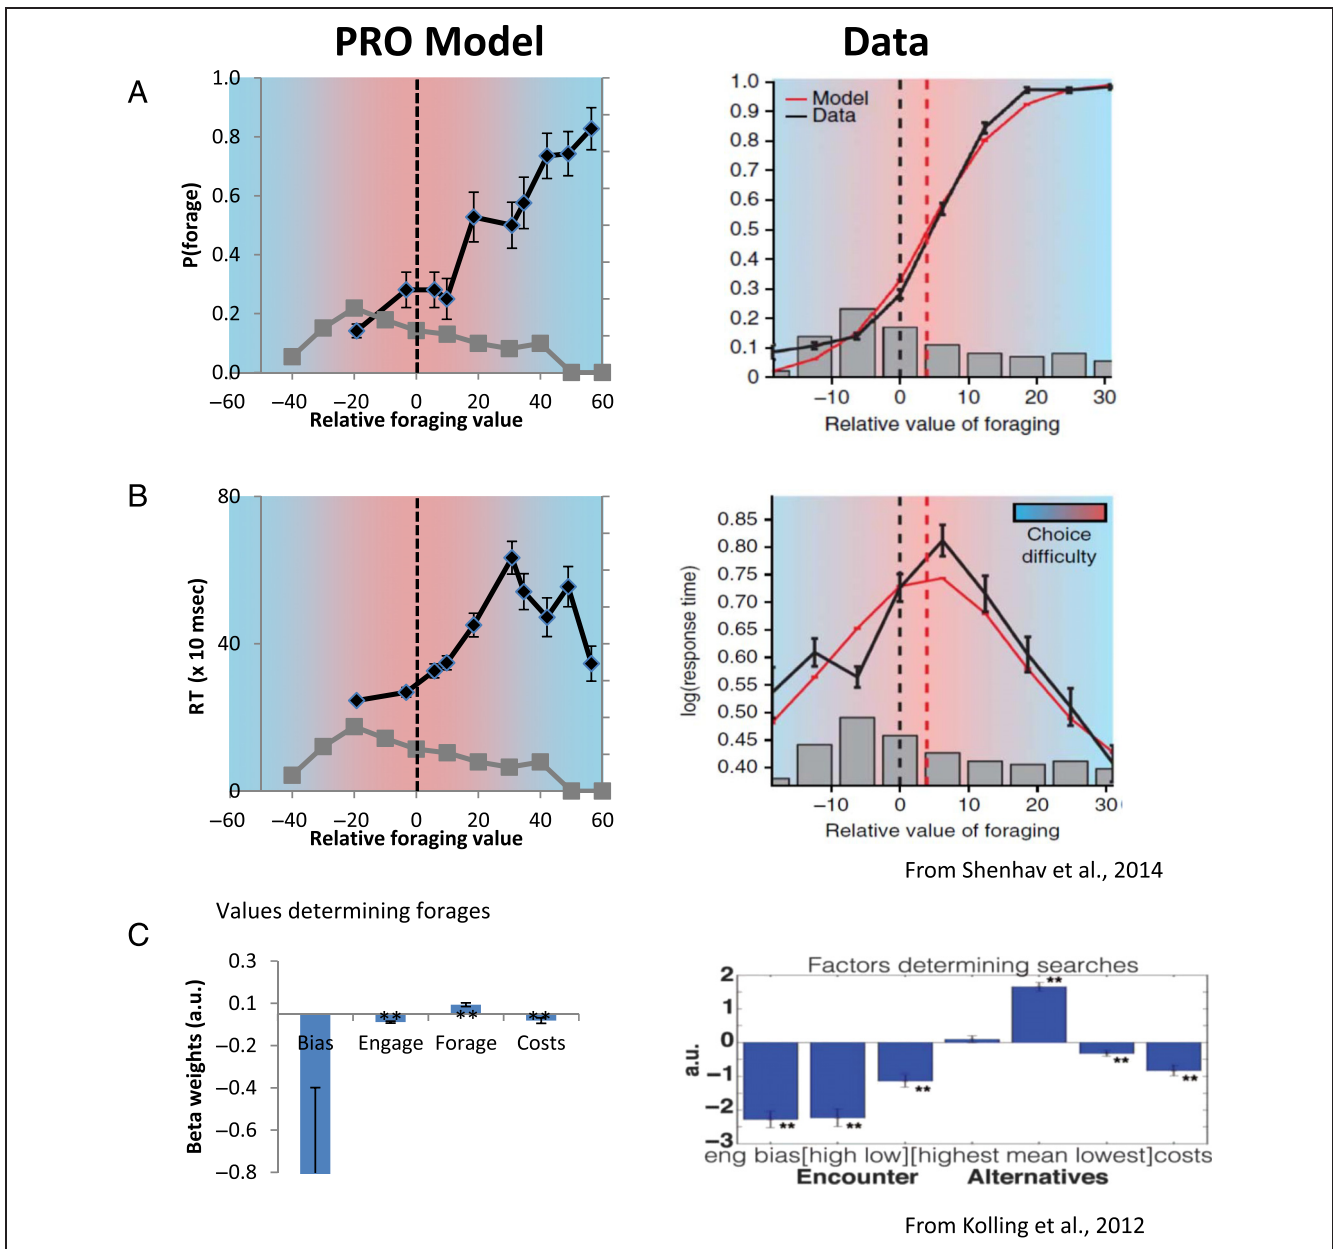 PRO Model
Data
A
1.0
0.8
0.6
0.4
0.2
0.0
P(forage)
−60 −40 −20 0 20 40 60
Relative foraging value
Model
Data
1.0
0.9
0.8
0.7
0.6
0.5
0.4
0.3
0.2
0.1
0
−10 0 10 20 30
Relative value of foraging
B
80
40
0
RT (x 10 msec)
−60 −40 −20 0 20 40 60
Relative foraging value
Choice
difficulty
0.85
0.80
0.75
0.70
0.65
0.60
0.55
0.50
0.45
0.40
log(response time)
−10 0 10 20 30
Relative value of foraging
From Shenhav et al., 2014
C
Values determining forages
0.3
0.1
−0.2
−0.4
−0.6
−0.8
Beta weights (a.u.)
** ** **
Bias Engage Forage Costs
Factors determining searches
2
1
0
−1
−2
−3
a.u.
** ** ** ** ** **
eng bias[high low][highest mean lowest]costs
Encounter Alternatives
From Kolling et al., 2012